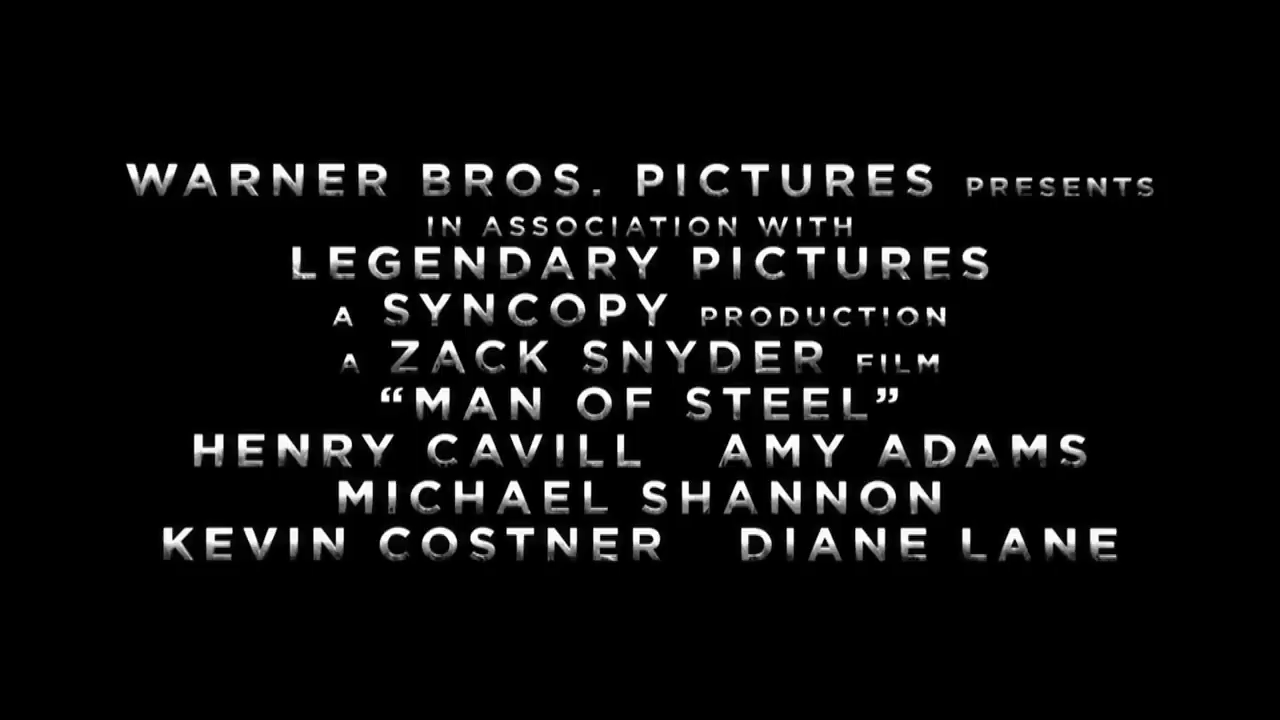 WARNER BROS. PICTURES PRESENTS
IN ASSOCIATION WITH
LEGENDARY PICTURES
A SYNCOPY PRODUCTION
A ZACK SNYDER FILM
“MAN OF STEEL”
HENRY CAVILL AMY ADAMS
MICHAEL SHANNON
KEVIN COSTNER DIANE LANE